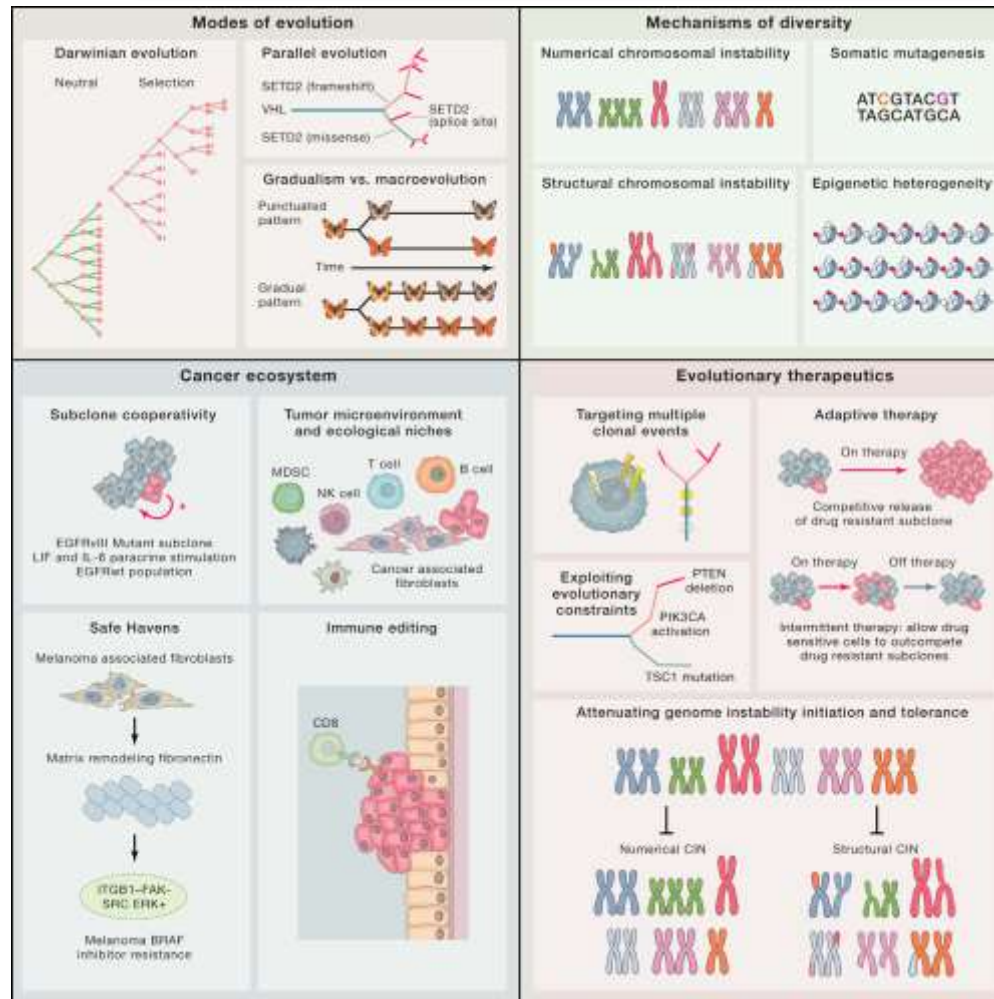 Modes of evolution
Darwinian evolution
Neutral
Selection
Parallel evolution
SETD2 (frameshift)
VHL
SETD2 (missense)
SETD2
(splice site)
Gradualism vs. macroevolution
Punctuated
pattern
Time
Gradual
pattern
Mechanisms of diversity
Numerical chromosomal instability
Somatic mutagenesis
ATCGTACGT
TAGCATGCA
Structural chromosomal instability
Epigenetic heterogeneity
Cancer ecosystem
Subclone cooperativity
+
EGFRvIII Mutant subclone
LIF and IL-6 paracrine stimulation
EGFRwt population
Tumor microenvironment
and ecological niches
MDSC
T cell
B cell
NK cell
Cancer associated
fibroblasts
Safe Havens
Melanoma associated fibroblasts
Matrix remodeling fibronectin
ITGB1–FAK-
SRC ERK+
Melanoma BRAF
inhibitor resistance
Immune editing
CD8
Evolutionary therapeutics
Targeting multiple
clonal events
Adaptive therapy
On therapy
Competitive release
of drug resistant subclone
On therapy
Off therapy
Intermittent therapy: allow drug
sensitive cells to outcompete
drug resistant subclones
Exploiting
evolutionary
constraints
PTEN
deletion
PIK3CA
activation
TSC1 mutation
Attenuating genome instability initiation and tolerance
Numerical CIN
Structural CIN